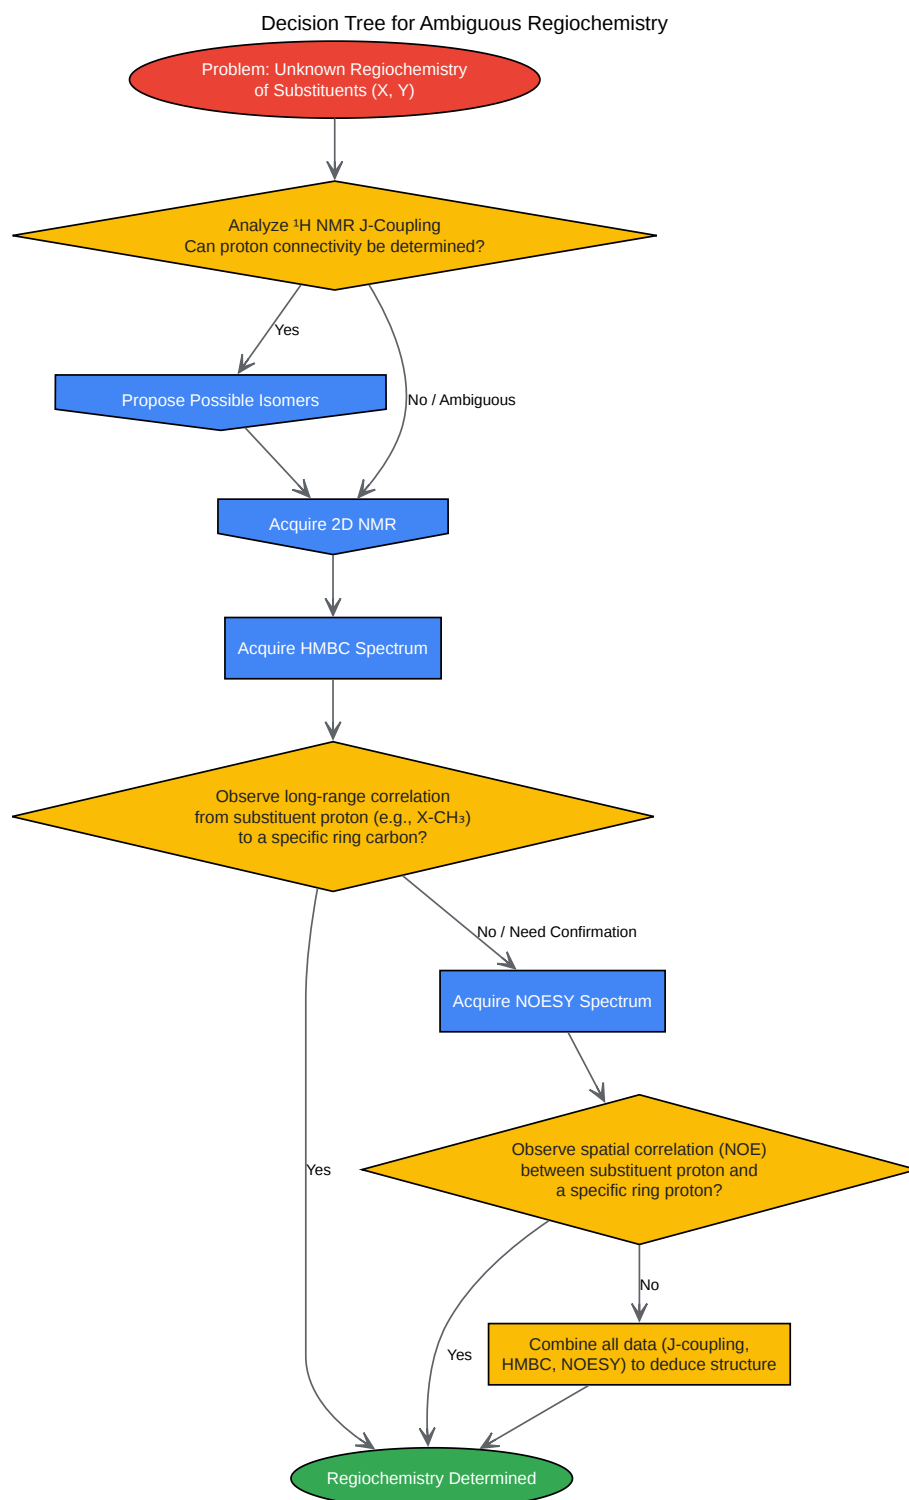 Decision Tree for Ambiguous Regiochemistry
Problem: Unknown Regiochemistry
of Substituents (X, Y)
Analyze ¹H NMR J-Coupling
Can proton connectivity be determined?
Yes
Propose Possible Isomers
No / Ambiguous
Acquire 2D NMR
Acquire HMBC Spectrum
Observe long-range correlation
from substituent proton (e.g., X-CH₃)
to a specific ring carbon?
No / Need Confirmation
Acquire NOESY Spectrum
Observe spatial correlation (NOE)
between substituent proton and
a specific ring proton?
Yes
No
Combine all data (J-coupling,
HMBC, NOESY) to deduce structure
Yes
Regiochemistry Determined